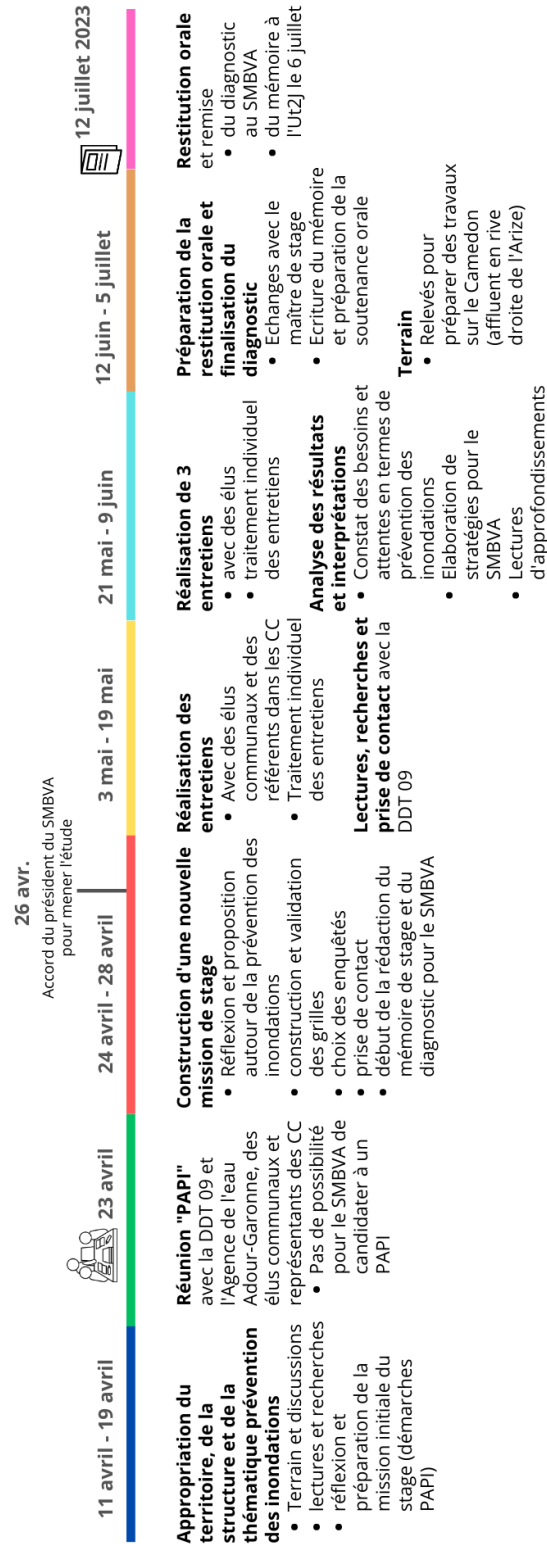 26 avr.
Accord du président du SMBVA
pour mener l'étude
11 avril - 19 avril
Appropriation du
territoire, de la
structure et de la
thématique prévention
des inondations
• Terrain et discussions
• lectures et recherches
• réflexion et
préparation de la
mission initiale du
stage (démarches
PAPI)
23 avril
Réunion "PAPI"
avec la DDT 09 et
l'Agence de l'eau
Adour-Garonne, des
élus communaux et
représentants des CC
• Pas de possibilité
pour le SMBVA de
candidater à un
PAPI
24 avril - 28 avril
Construction d'une nouvelle
mission de stage
• Réflexion et proposition
autour de la prévention des
inondations
• construction et validation
des grilles
• choix des enquêtés
• prise de contact
• début de la rédaction du
mémoire de stage et du
diagnostic pour le SMBVA
3 mai - 19 mai
Réalisation des
entretiens
• Avec des élus
communaux et des
référents dans les CC
• Traitement individuel
des entretiens
Lectures, recherches et
prise de contact avec la
DDT 09
21 mai - 9 juin
Réalisation de 3
entretiens
• avec des élus
• traitement individuel
des entretiens
Analyse des résultats
et interprétations
• Constat des besoins et
attentes en termes de
prévention des
inondations
• Elaboration de
stratégies pour le
SMBVA
• Lectures
d'approfondissements
12 juin - 5 juillet
Préparation de la
restitution orale et
finalisation du
diagnostic
• Echanges avec le
maître de stage
• Ecriture du mémoire
et préparation de la
soutenance orale
Terrain
• Relevés pour
préparer des travaux
sur le Camedon
(affluent en rive
droite de l'Arize)
12 juillet 2023
Restitution orale
et remise
• du diagnostic
au SMBVA
• du mémoire à
l'Ut2J le 6 juillet